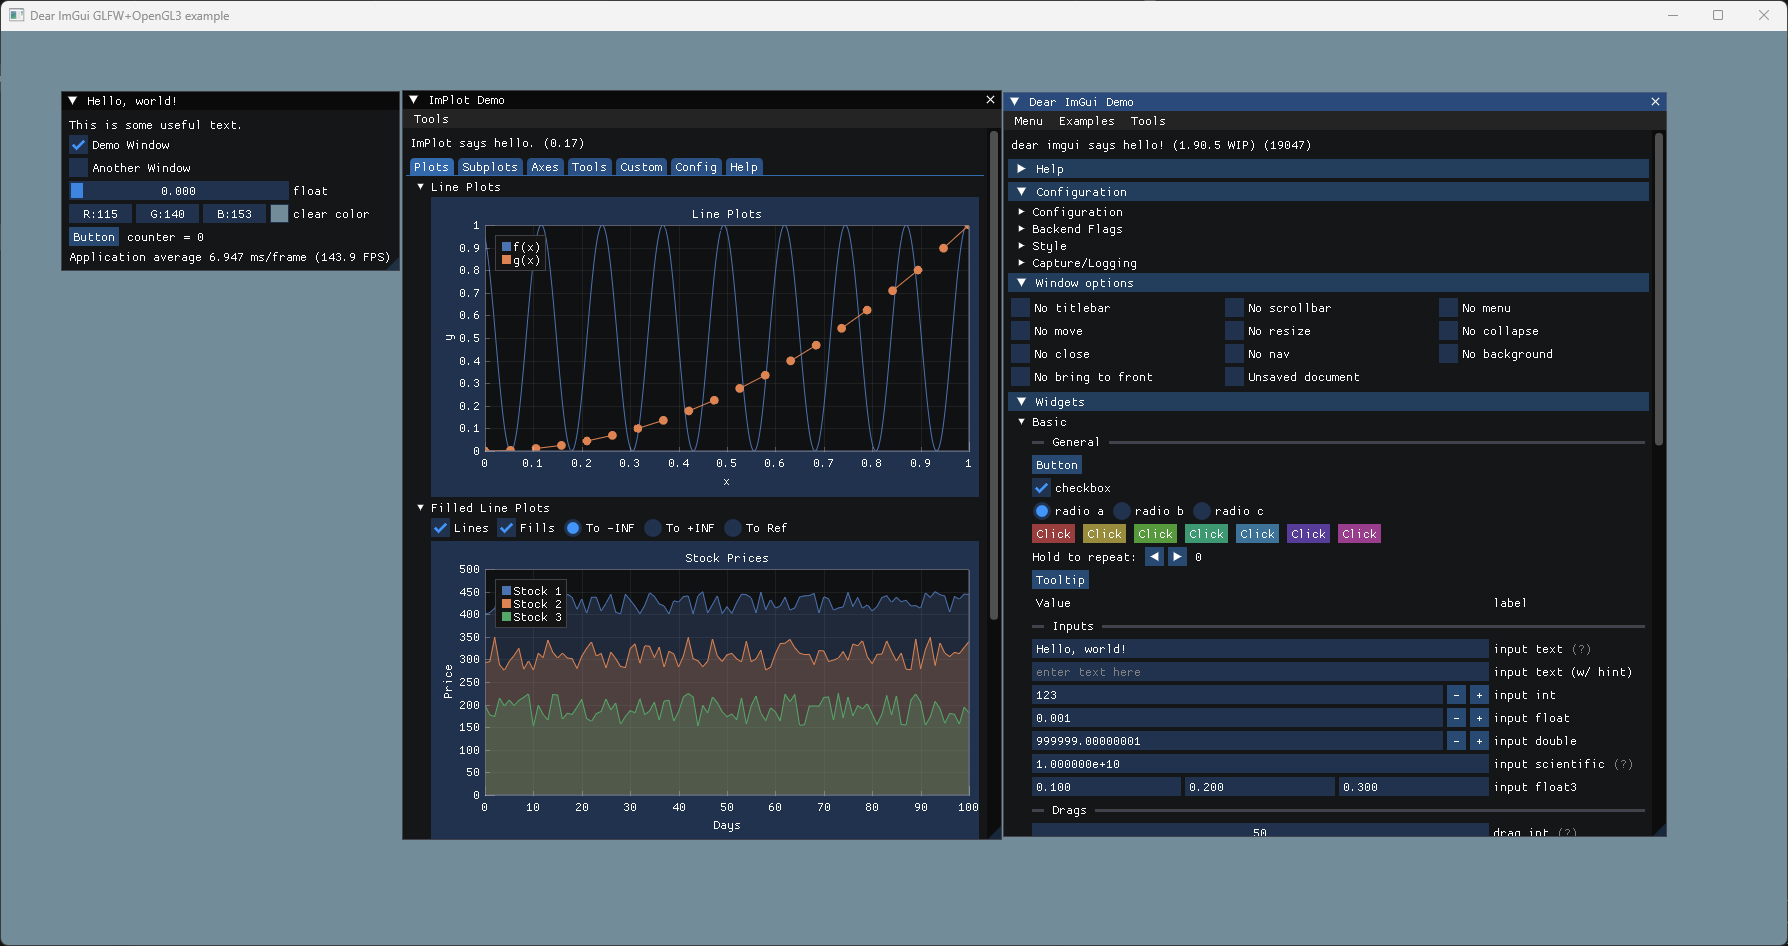 Dear ImGui GLFW+OpenGL3 example
Hello, world!
This is some useful text.
Demo Window
Another Window
0.000 float
R:115 G:140 B:153 clear color
Button counter = 0
Application average 6.947 ms/frame (143.9 FPS)
ImPlot Demo
Tools
ImPlot says hello. (0.17)
Plots Subplots Axes Tools Custom Config Help
Line Plots
Line Plots
f(x)
g(x)
1
0.9
0.8
0.7
0.6
0.5
0.4
0.3
0.2
0.1
0
y
0 0.1 0.2 0.3 0.4 0.5 0.6 0.7 0.8 0.9 1
x
Filled Line Plots
Lines Fills To -INF To +INF To Ref
Stock Prices
Stock 1
Stock 2
Stock 3
500
450
400
350
300
250
200
150
100
50
0
Price
0 10 20 30 40 50 60 70 80 90 100
Days
Dear ImGui Demo
Menu Examples Tools
dear imgui says hello! (1.90.5 WIP) (19047)
Help
Configuration
Configuration
Backend Flags
Style
Capture/Logging
Window options
No titlebar No scrollbar No menu
No move No resize No collapse
No close No nav No background
No bring to front Unsaved document
Widgets
Basic
General
Button
checkbox
radio a radio b radio c
Click Click Click Click Click Click Click
Hold to repeat: 0
Tooltip
Value label
Inputs
Hello, world! input text (?)
enter text here input text (w/ hint)
123 - + input int
0.001 - + input float
999999.00000001 - + input double
1.000000e+10 input scientific (?)
0.100 0.200 0.300 input float3
Drags
50 drag int (?)